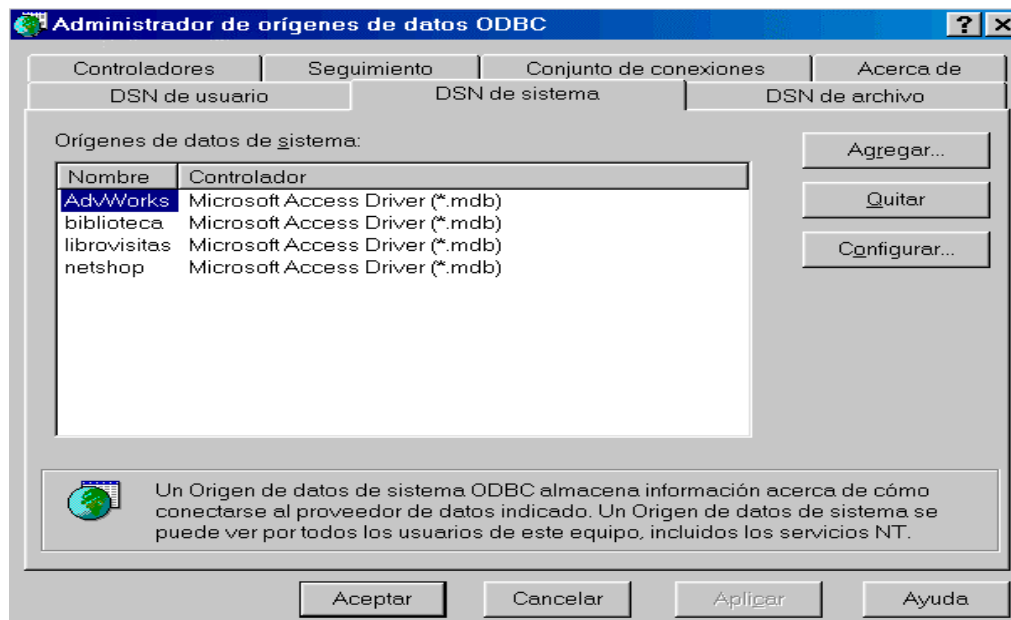 Administrador de orígenes de datos ODBC
Controladores Seguimiento Conjunto de conexiones Acerca de
DSN de usuario DSN de sistema DSN de archivo
Orígenes de datos de sistema:
Nombre Controlador
AdvWorks Microsoft Access Driver (*.mdb)
biblioteca Microsoft Access Driver (*.mdb)
librovisitas Microsoft Access Driver (*.mdb)
netshop Microsoft Access Driver (*.mdb)
Agregar...
Quitar
Configurar...
Un Origen de datos de sistema ODBC almacena información acerca de cómo
conectarse al proveedor de datos indicado. Un Origen de datos de sistema se
puede ver por todos los usuarios de este equipo, incluidos los servicios NT.
Aceptar Cancelar Aplicar Ayuda